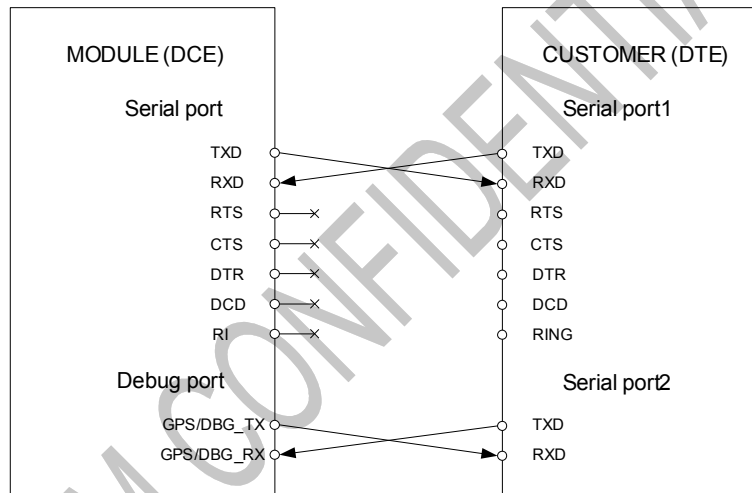 MODULE (DCE)
CUSTOMER (DTE)
Serial port
Serial port1
TXD
TXD
RXD
RXD
RTS
RTS
CTS
CTS
DTR
DTR
DCD
DCD
RI
RING
Debug port
Serial port2
GPS/DBG_TX
TXD
GPS/DBG_RX
RXD
CONFIDENTIA